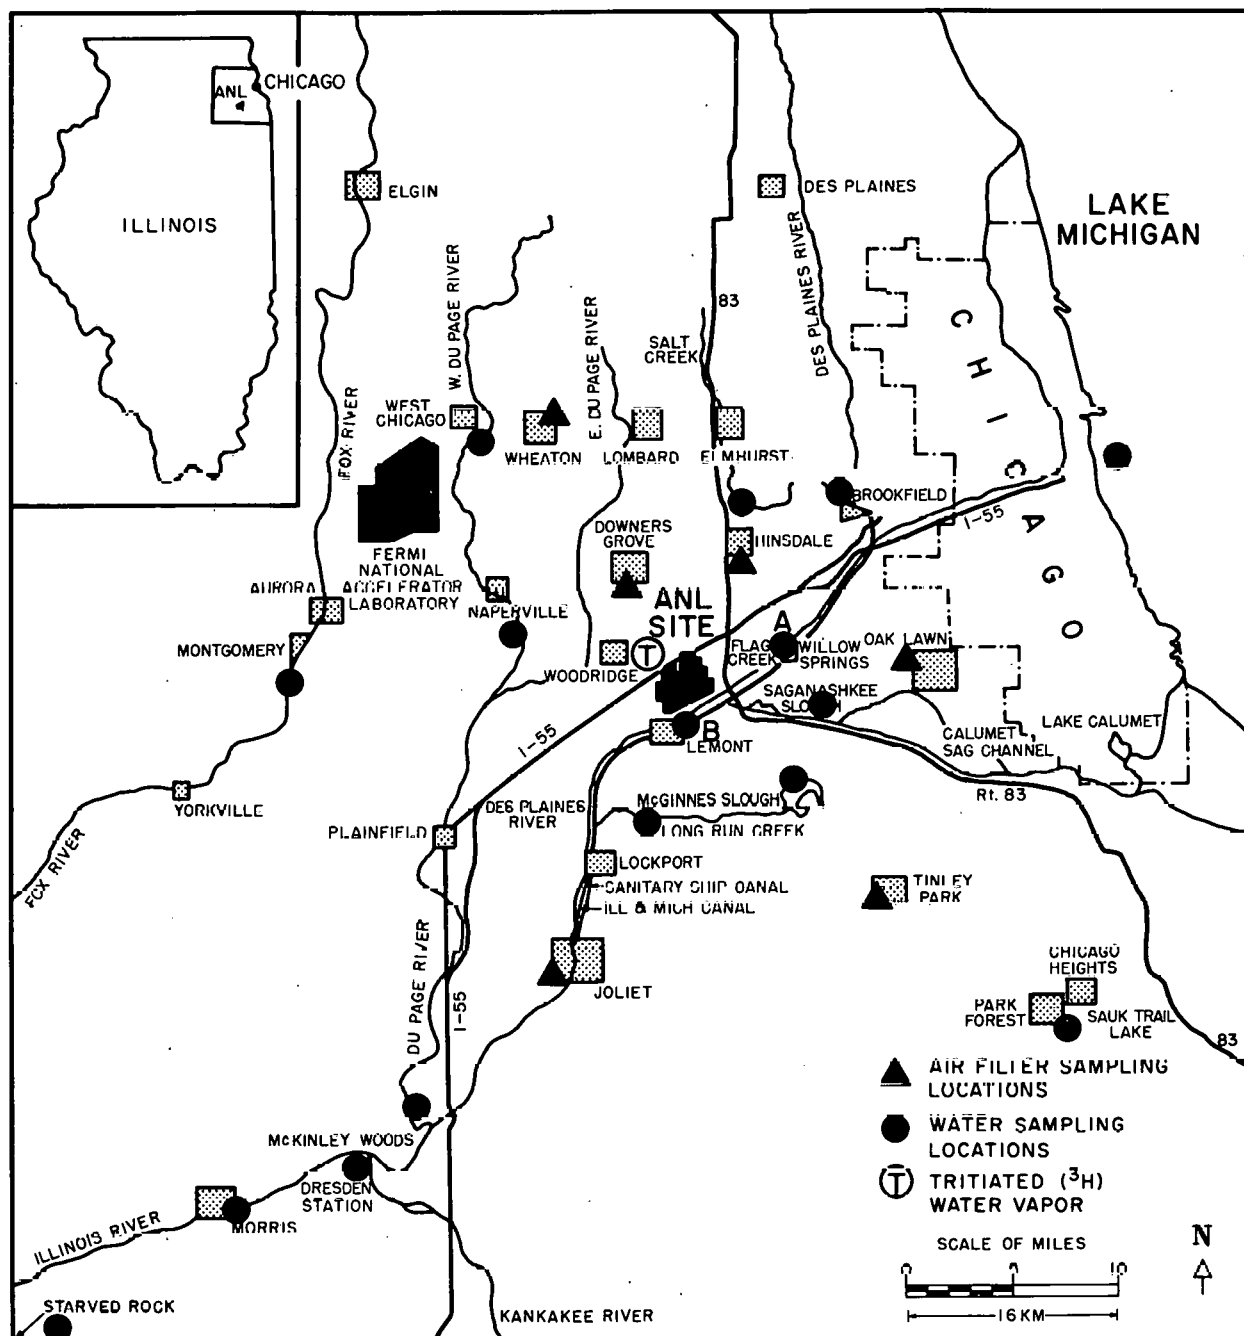 CHICAGO
ANL
ILLINOIS
ELGIN
DES PLAINES
LAKE
MICHIGAN
W. DU PAGE RIVER
E. DU PAGE RIVER
DES PLAINES RIVER
83
SALT
CREEK
FOX RIVER
WEST
CHICAGO
WHEATON
LOMBARD
ELMHURST
CHICAGO
BROOKFIELD
I-55
DOWNERS
GROVE
HINSDALE
FERMI
NATIONAL
ACCELERATOR
LABORATORY
AURORA
NAPERVILLE
ANL
SITE
A
MONTGOMERY
WOODRIDGE
T
FLAG
CREEK
WILLOW
SPRINGS
OAK LAWN
SAGANASHKEE
SLOUGH
I-55
B
LEMONT
CALUMET
SAG CHANNEL
LAKE CALUMET
YORKVILLE
DES PLAINES
RIVER
McGINNES SLOUGH
Rt. 83
PLAINFIELD
LONG RUN CREEK
FOX RIVER
LOCKPORT
SANITARY SHIP CANAL
ILL & MICH CANAL
TINLEY
PARK
DU PAGE RIVER
I-55
JOLIET
CHICAGO
HEIGHTS
PARK
FOREST
SAUK TRAIL
LAKE
83
AIR FILTER SAMPLING
LOCATIONS
WATER SAMPLING
LOCATIONS
T
TRITIATED (³H)
WATER VAPOR
McKINLEY WOODS
DRESDEN
STATION
MORRIS
ILLINOIS RIVER
STARVED ROCK
KANKAKEE RIVER
SCALE OF MILES
0 5 10
16 KM
N